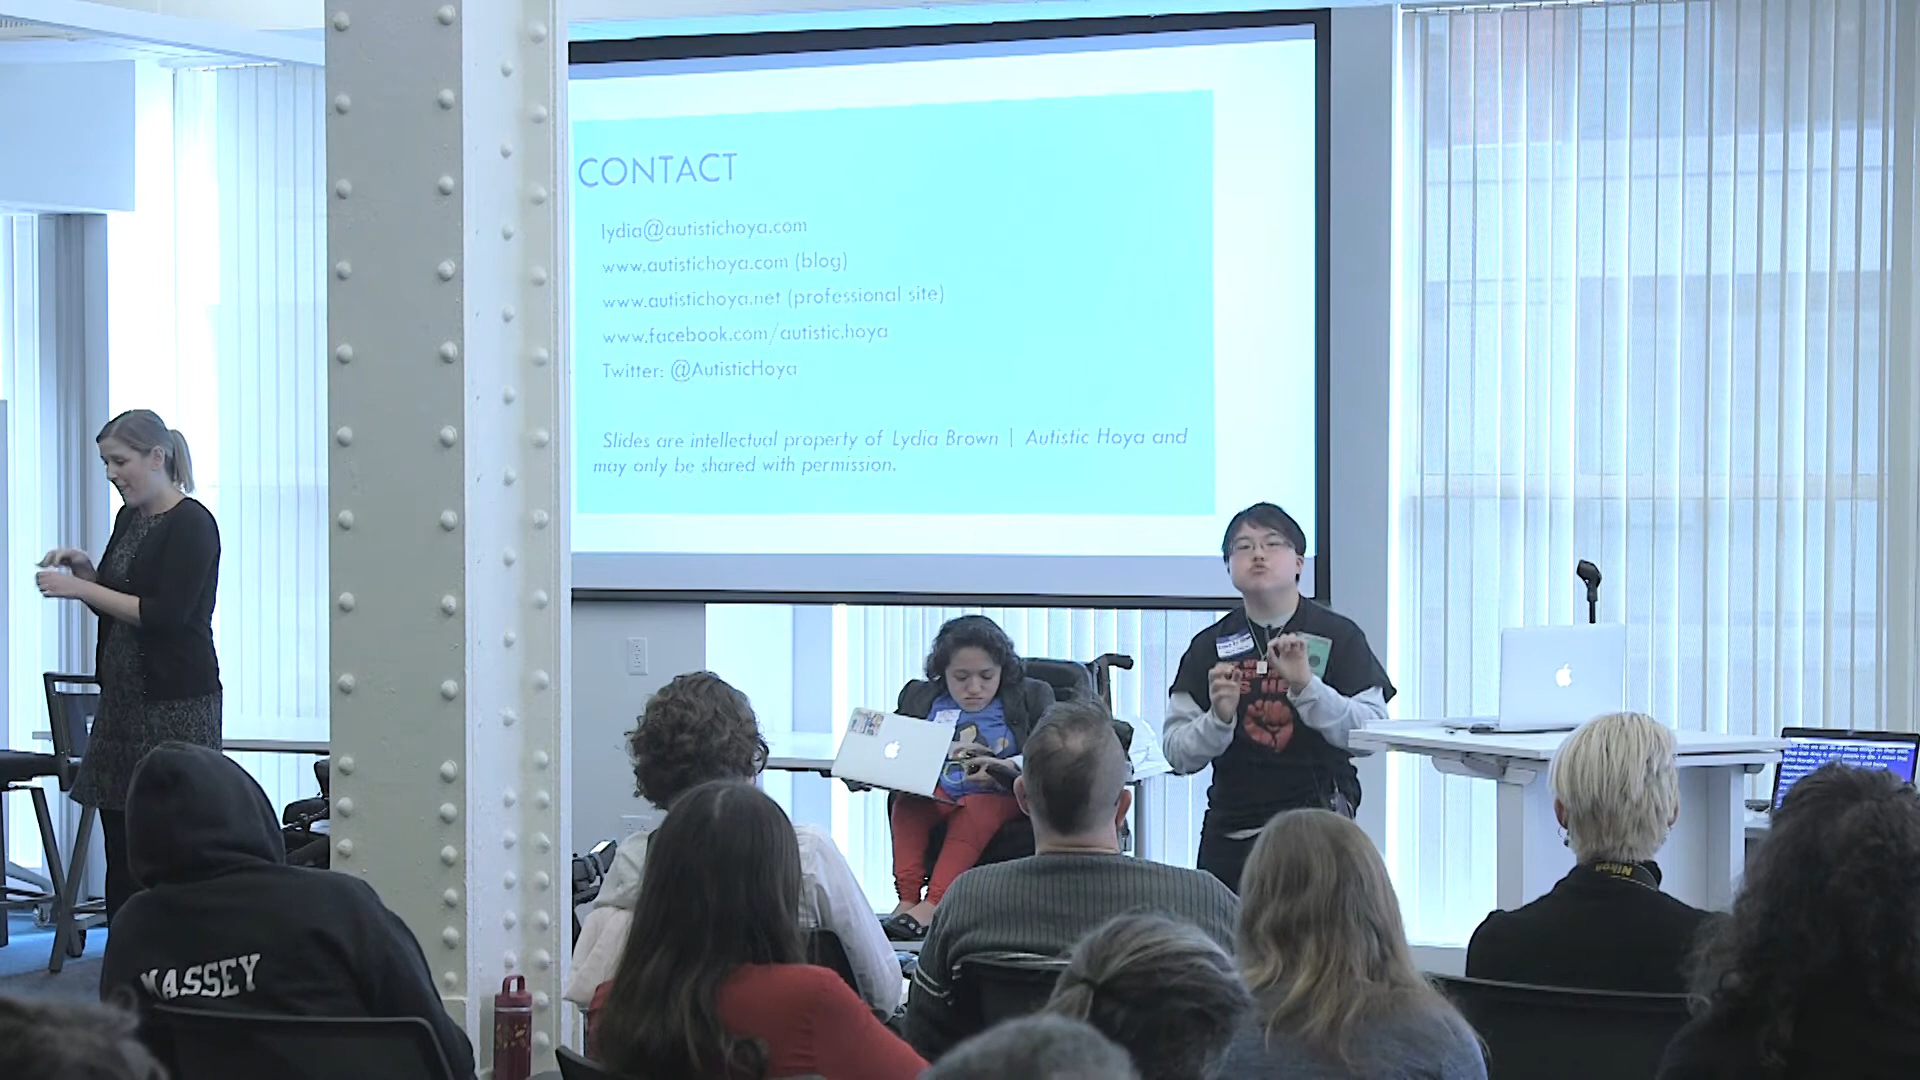 CONTACT
lydia@autistichoya.com
www.autistichoya.com (blog)
www.autistichoya.net (professional site)
www.facebook.com/autistic.hoya
Twitter: @AutisticHoya
Slides are intellectual property of Lydia Brown | Autistic Hoya and
may only be shared with permission.
MASSEY
Nikon